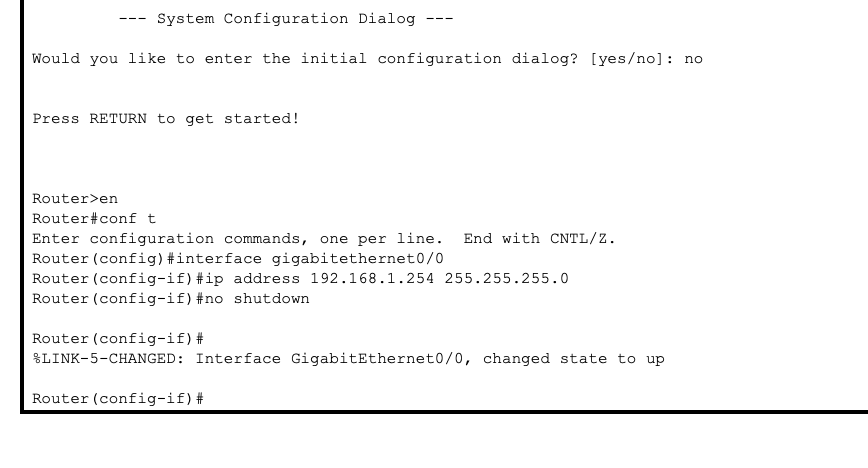 --- System Configuration Dialog ---
Would you like to enter the initial configuration dialog? [yes/no]: no
Press RETURN to get started!
Router>en
Router#conf t
Enter configuration commands, one per line.  End with CNTL/Z.
Router(config)#interface gigabitethernet0/0
Router(config-if)#ip address 192.168.1.254 255.255.255.0
Router(config-if)#no shutdown
Router(config-if)#
%LINK-5-CHANGED: Interface GigabitEthernet0/0, changed state to up
Router(config-if)#